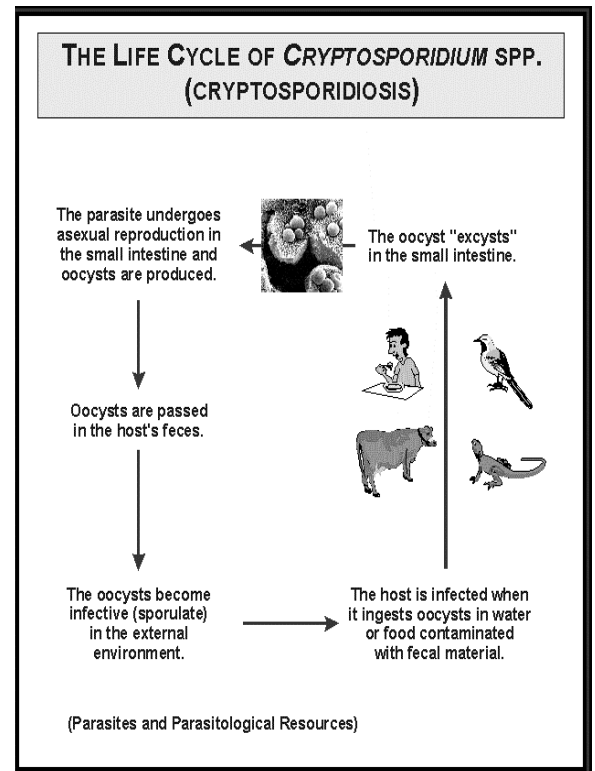 THE LIFE CYCLE OF CRYPTOSPORIDIUM SPP.
(CRYPTOSPORIDIOSIS)
The parasite undergoes
asexual reproduction in
the small intestine and
oocysts are produced.
The oocyst "excysts"
in the small intestine.
Oocysts are passed
in the host's feces.
The oocysts become
infective (sporulate)
in the external
environment.
The host is infected when
it ingests oocysts in water
or food contaminated
with fecal material.
(Parasites and Parasitological Resources)